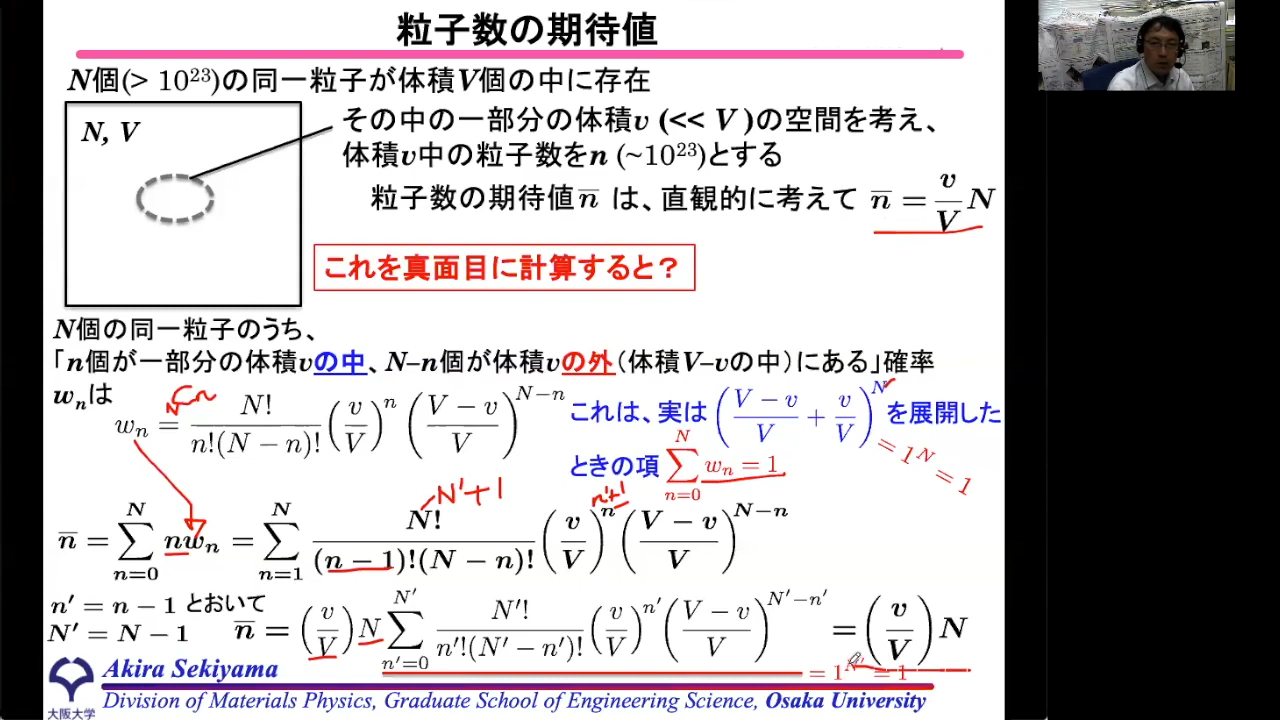 粒子数の期待値
N個(> 10²³)の同一粒子が体積V個の中に存在
N, V
その中の一部分の体積v (<< V )の空間を考え、
体積v中の粒子数をn (~10²³)とする
粒子数の期待値 n̅ は、直観的に考えて n̅ = v/V N
これを真面目に計算すると？
N個の同一粒子のうち、
「n個が一部分の体積vの中、N–n個が体積vの外（体積V–vの中）にある」確率
wₙは
NCn
wₙ = N!/(n!(N − n)!) (v/V)^n ((V − v)/V)^(N−n)
これは、実は ((V − v)/V + v/V)^N を展開した
= 1^N = 1
ときの項 Σ_{n=0}^{N} wₙ = 1
N'+1
n'+1
n̅ = Σ_{n=0}^{N} nwₙ = Σ_{n=1}^{N} N!/((n − 1)!(N − n)!) (v/V)^n ((V − v)/V)^(N−n)
n′ = n − 1 とおいて
N′ = N − 1
n̅ = (v/V) N Σ_{n′=0}^{N′} N′!/(n′!(N′ − n′)!) (v/V)^n′ ((V − v)/V)^(N′−n′) = (v/V) N
= 1^N' = 1
Akira Sekiyama
Division of Materials Physics, Graduate School of Engineering Science, Osaka University
大阪大学